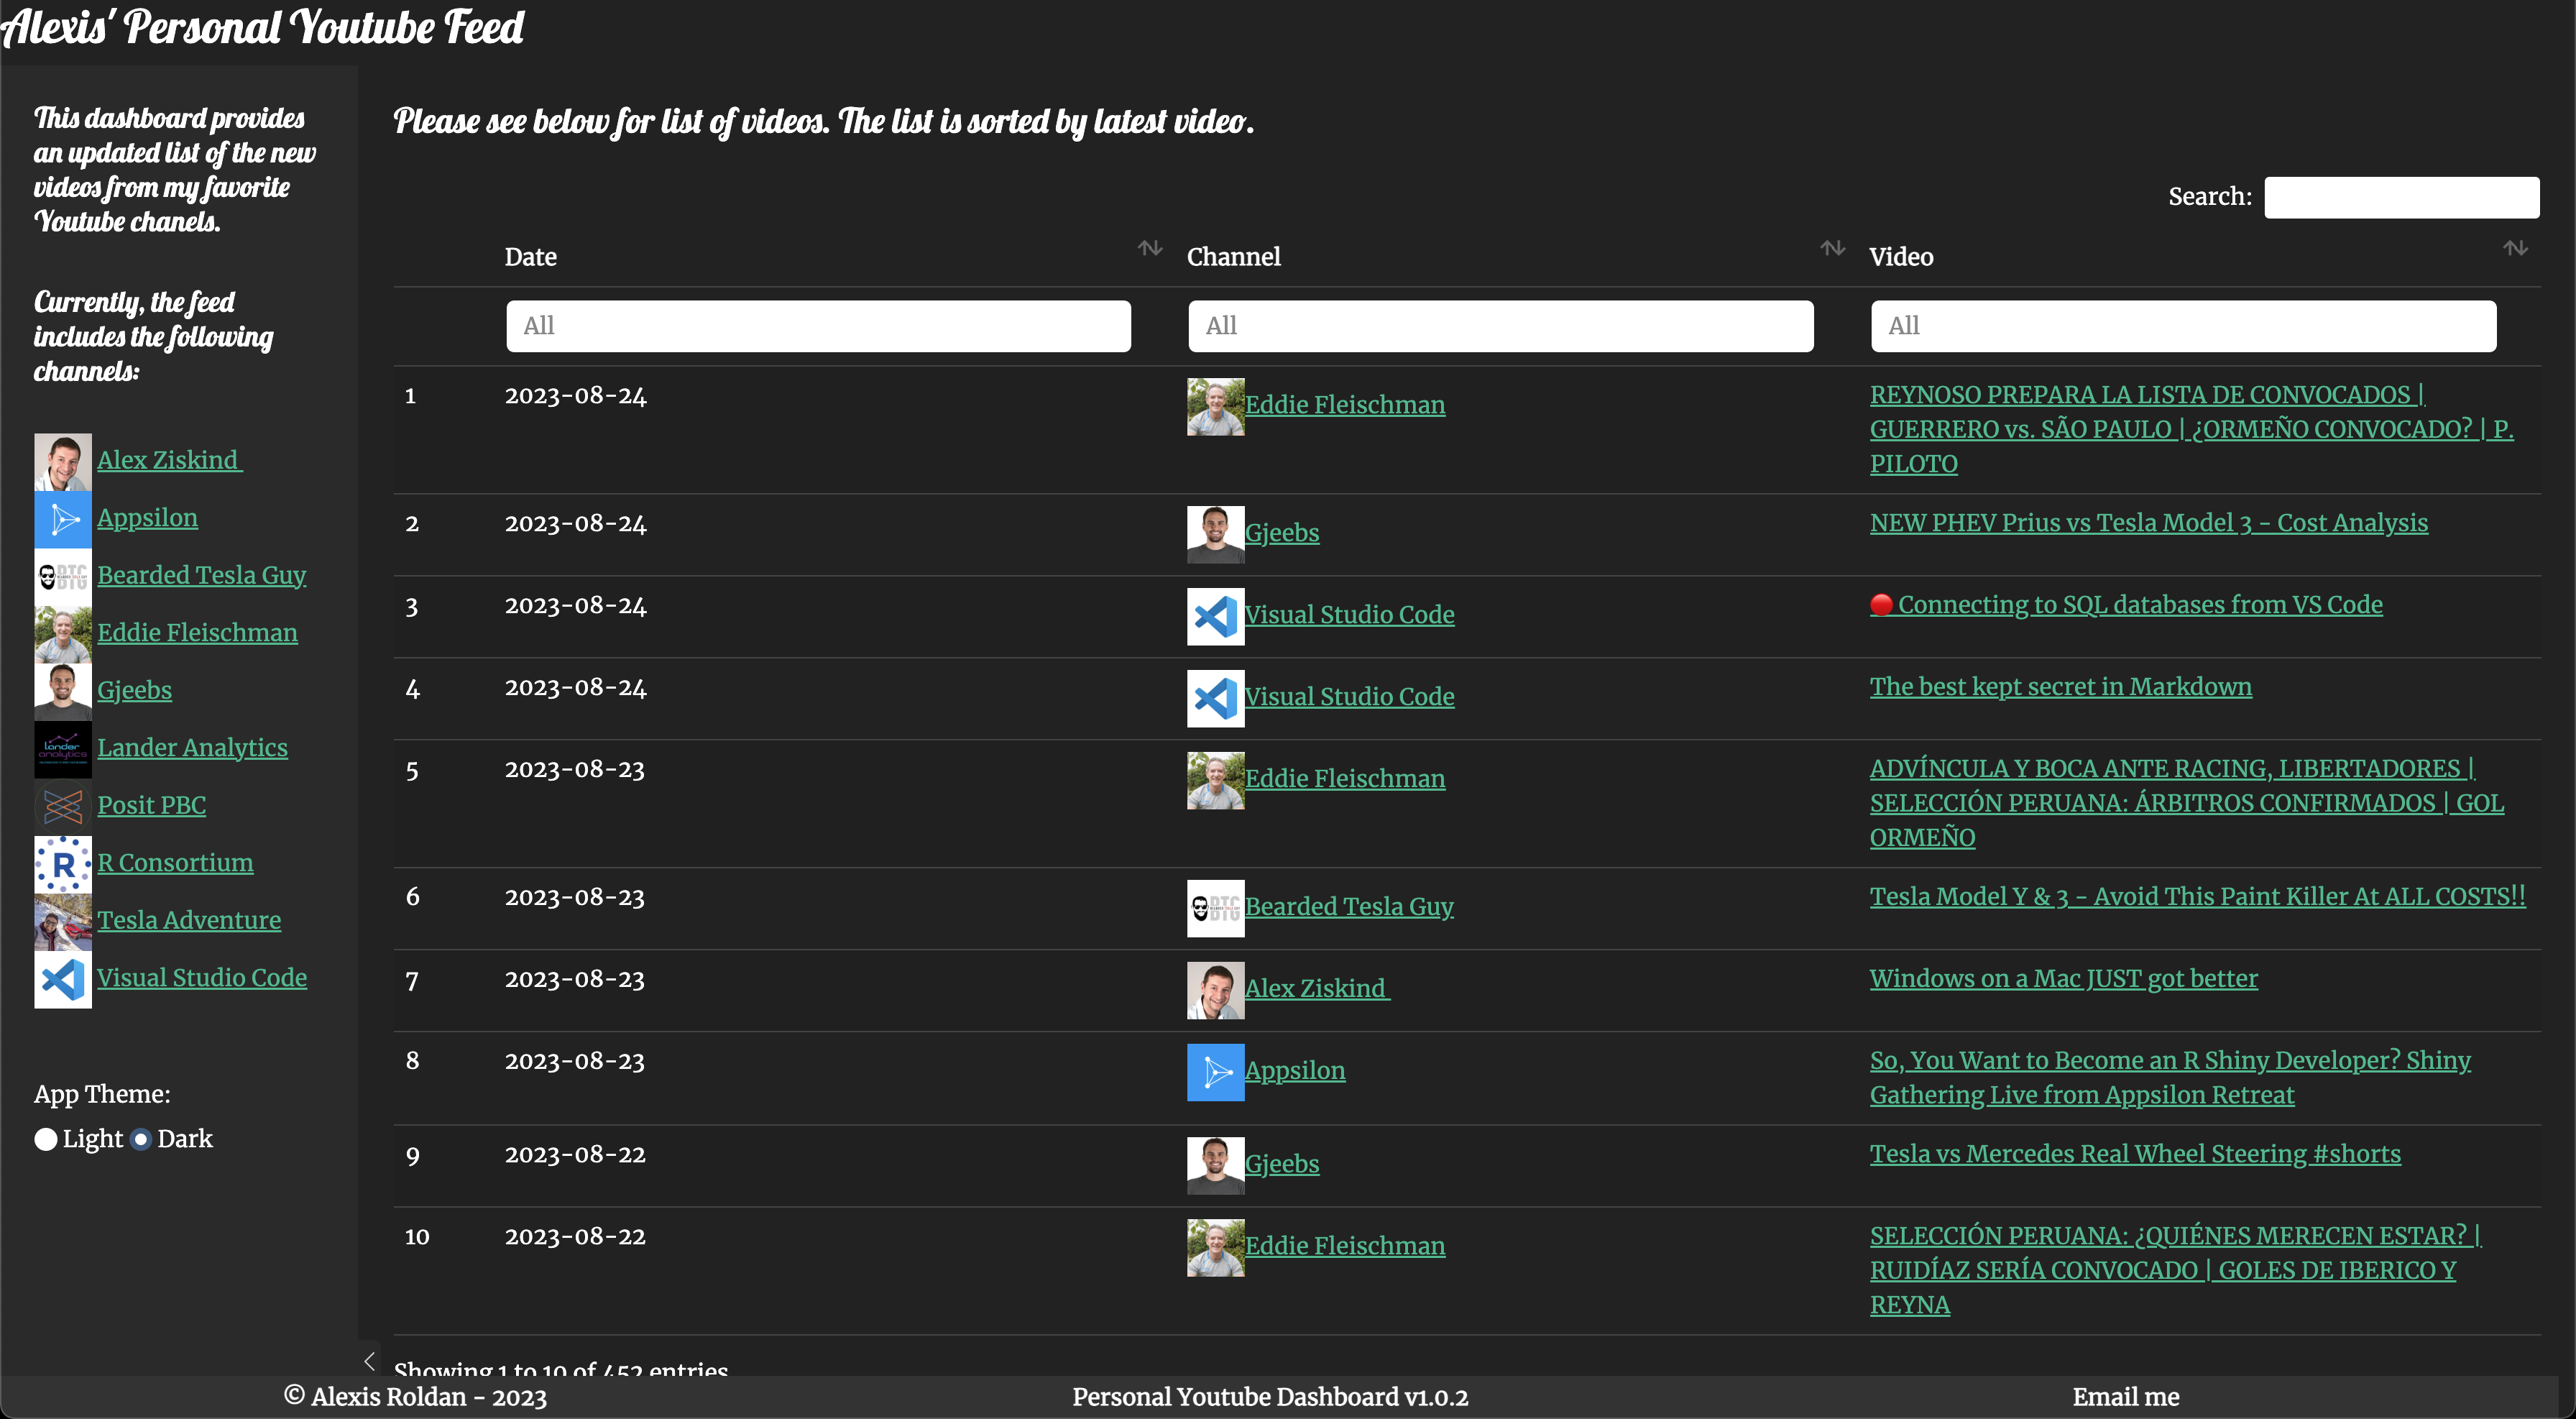 Alexis' Personal Youtube Feed
This dashboard provides
an updated list of the new
videos from my favorite
Youtube chanels.
Currently, the feed
includes the following
channels:
Alex Ziskind
Appsilon
BTG
Bearded Tesla Guy
Eddie Fleischman
Gjeebs
lander analytics
Lander Analytics
Posit PBC
R
R Consortium
Tesla Adventure
Visual Studio Code
App Theme:
Light Dark
Please see below for list of videos. The list is sorted by latest video.
Search:
Date Channel Video
All All All
1 2023-08-24 Eddie Fleischman REYNOSO PREPARA LA LISTA DE CONVOCADOS |
GUERRERO vs. SÃO PAULO | ¿ORMEÑO CONVOCADO? | P.
PILOTO
2 2023-08-24 Gjeebs NEW PHEV Prius vs Tesla Model 3 - Cost Analysis
3 2023-08-24 Visual Studio Code 🔴 Connecting to SQL databases from VS Code
4 2023-08-24 Visual Studio Code The best kept secret in Markdown
5 2023-08-23 Eddie Fleischman ADVÍNCULA Y BOCA ANTE RACING, LIBERTADORES |
SELECCIÓN PERUANA: ÁRBITROS CONFIRMADOS | GOL
ORMEÑO
6 2023-08-23 BTG Bearded Tesla Guy Tesla Model Y & 3 - Avoid This Paint Killer At ALL COSTS!!
7 2023-08-23 Alex Ziskind Windows on a Mac JUST got better
8 2023-08-23 Appsilon So, You Want to Become an R Shiny Developer? Shiny
Gathering Live from Appsilon Retreat
9 2023-08-22 Gjeebs Tesla vs Mercedes Real Wheel Steering #shorts
10 2023-08-22 Eddie Fleischman SELECCIÓN PERUANA: ¿QUIÉNES MERECEN ESTAR? |
RUIDÍAZ SERÍA CONVOCADO | GOLES DE IBERICO Y
REYNA
Showing 1 to 10 of 452 entries
© Alexis Roldan - 2023 Personal Youtube Dashboard v1.0.2 Email me